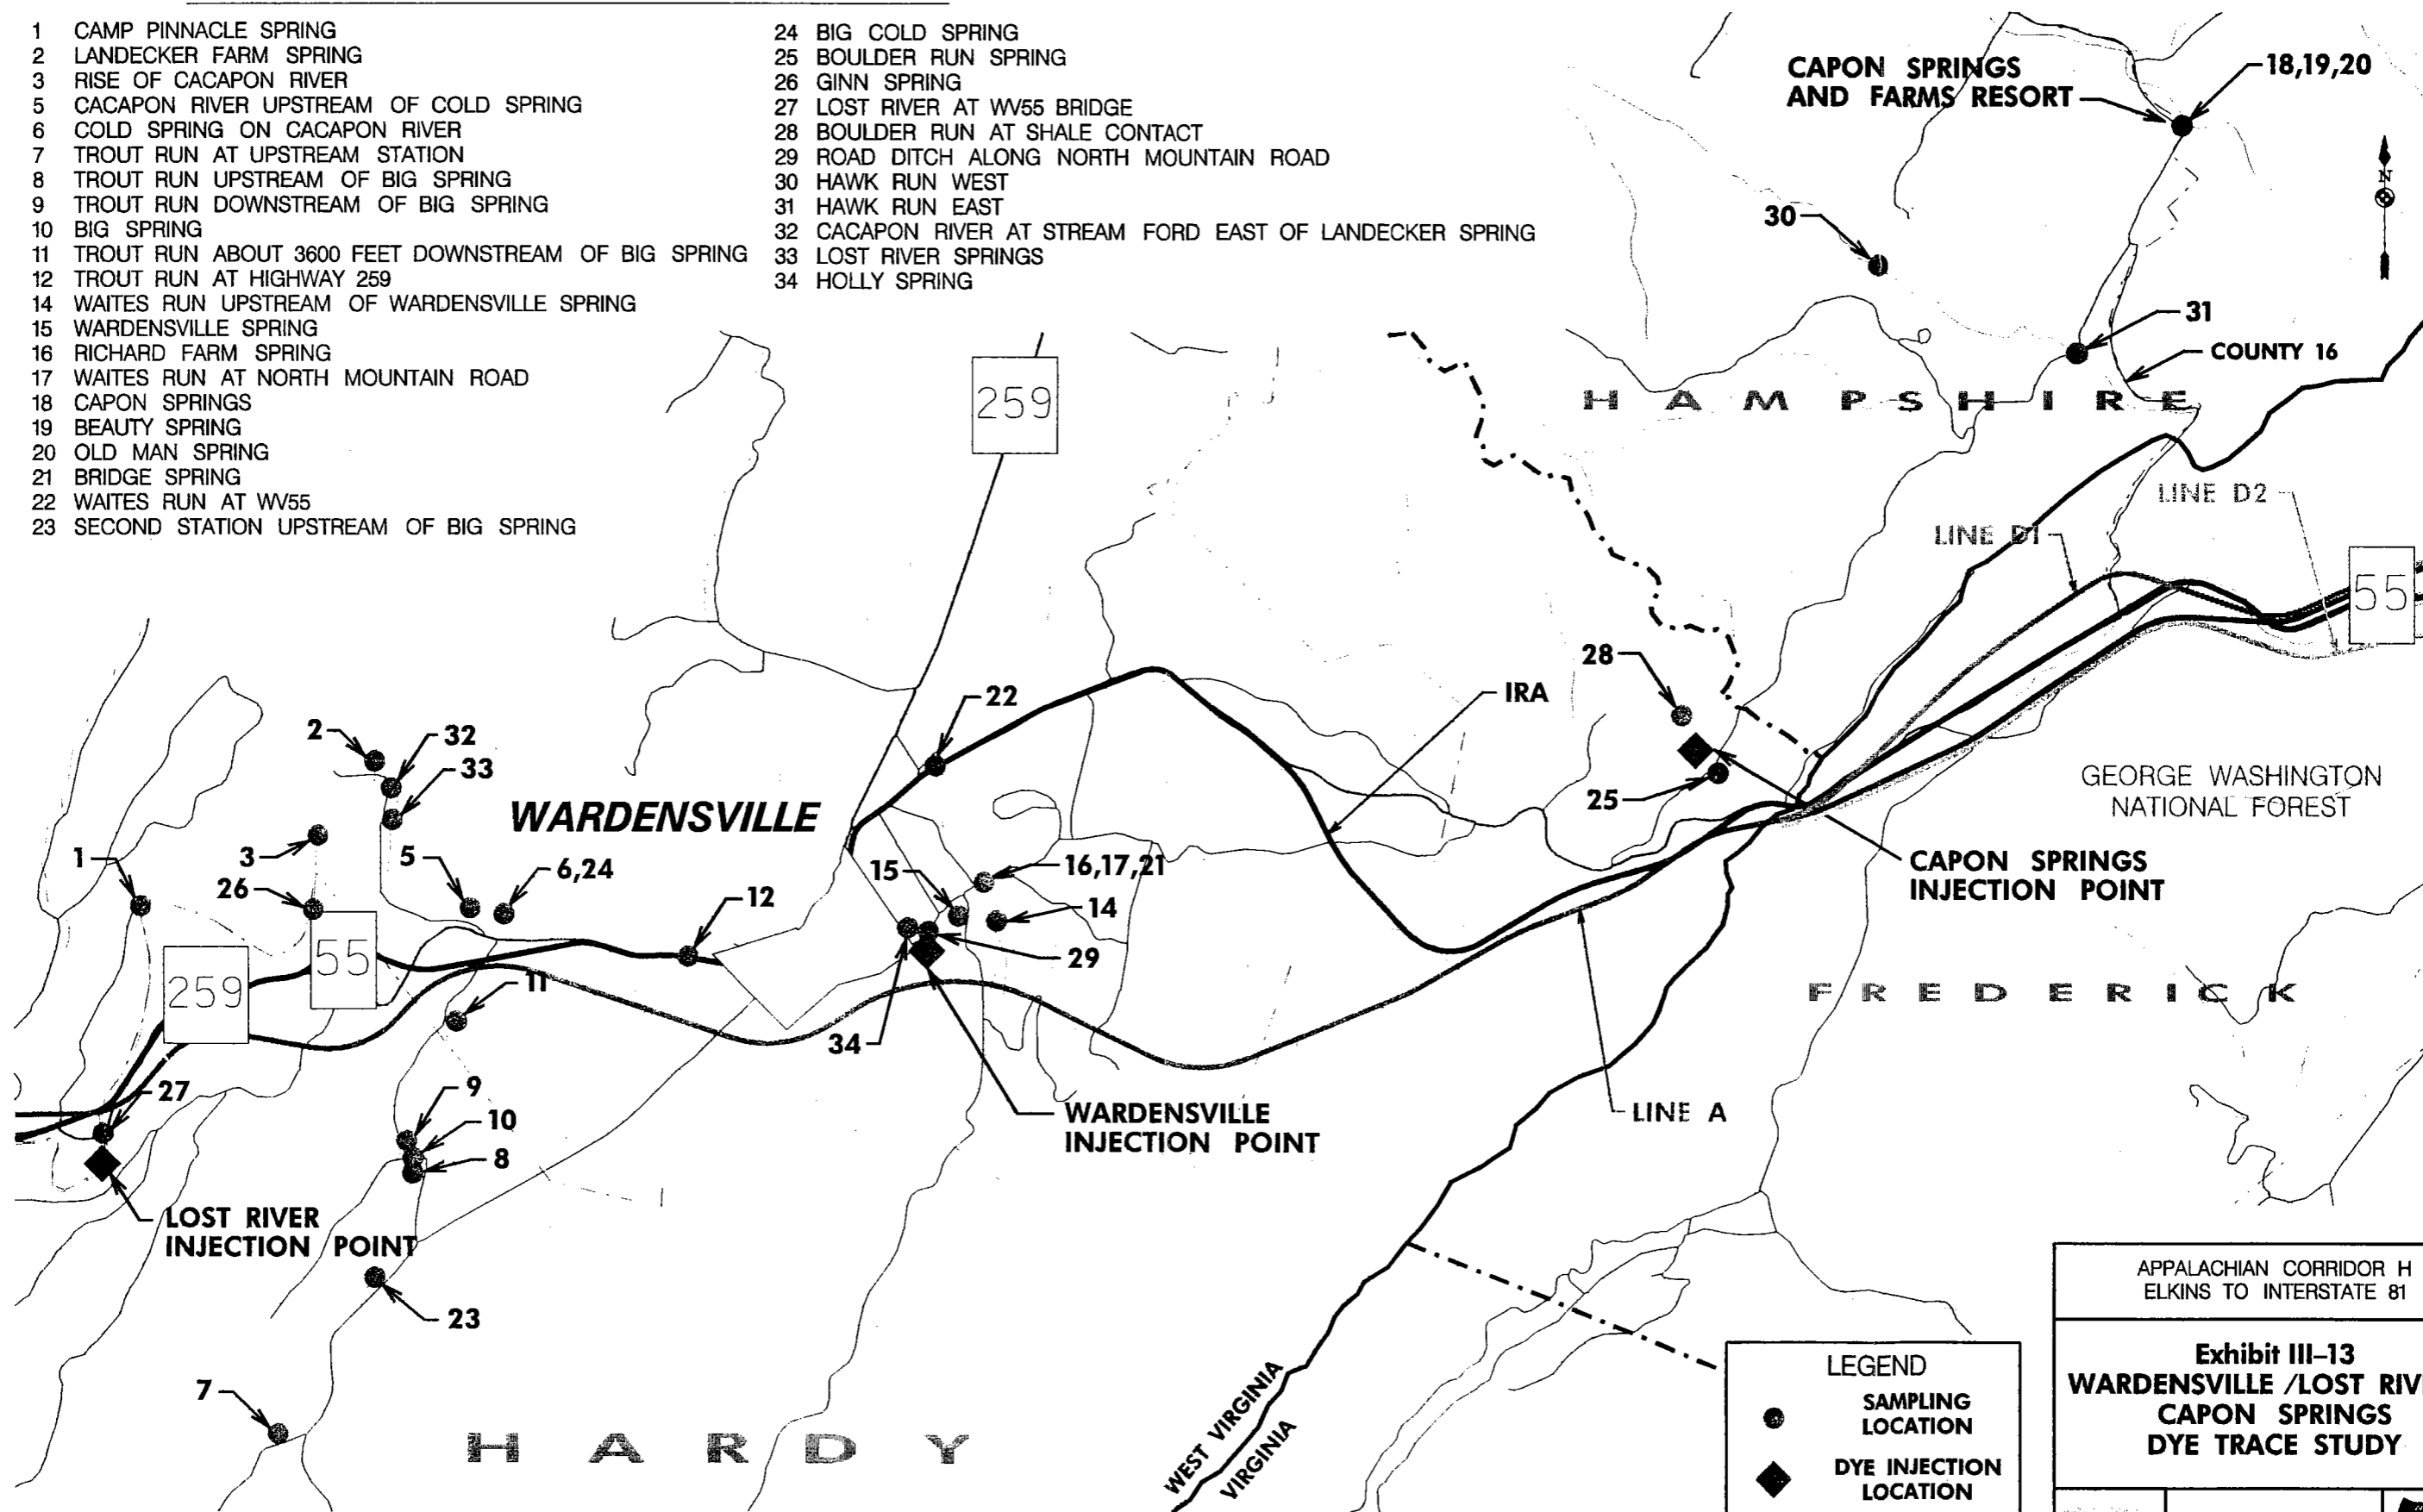 1 CAMP PINNACLE SPRING
2 LANDECKER FARM SPRING
3 RISE OF CACAPON RIVER
5 CACAPON RIVER UPSTREAM OF COLD SPRING
6 COLD SPRING ON CACAPON RIVER
7 TROUT RUN AT UPSTREAM STATION
8 TROUT RUN UPSTREAM OF BIG SPRING
9 TROUT RUN DOWNSTREAM OF BIG SPRING
10 BIG SPRING
11 TROUT RUN ABOUT 3600 FEET DOWNSTREAM OF BIG SPRING
12 TROUT RUN AT HIGHWAY 259
14 WAITES RUN UPSTREAM OF WARDENSVILLE SPRING
15 WARDENSVILLE SPRING
16 RICHARD FARM SPRING
17 WAITES RUN AT NORTH MOUNTAIN ROAD
18 CAPON SPRINGS
19 BEAUTY SPRING
20 OLD MAN SPRING
21 BRIDGE SPRING
22 WAITES RUN AT WV55
23 SECOND STATION UPSTREAM OF BIG SPRING
24 BIG COLD SPRING
25 BOULDER RUN SPRING
26 GINN SPRING
27 LOST RIVER AT WV55 BRIDGE
28 BOULDER RUN AT SHALE CONTACT
29 ROAD DITCH ALONG NORTH MOUNTAIN ROAD
30 HAWK RUN WEST
31 HAWK RUN EAST
32 CACAPON RIVER AT STREAM FORD EAST OF LANDECKER SPRING
33 LOST RIVER SPRINGS
34 HOLLY SPRING
CAPON SPRINGS
AND FARMS RESORT
18,19,20
N
30
31
COUNTY 16
259
HAMPSHIRE
LINE D2
LINE D1
55
28
22
IRA
2
32
33
WARDENSVILLE
25
GEORGE WASHINGTON
NATIONAL FOREST
3
1
5
6,24
15
16,17,21
CAPON SPRINGS
INJECTION POINT
26
12
14
55
29
259
11
FREDERICK
34
27
9
10
8
WARDENSVILLE
INJECTION POINT
LINE A
LOST RIVER
INJECTION POINT
23
7
HARDY
WEST VIRGINIA
VIRGINIA
LEGEND
SAMPLING
LOCATION
DYE INJECTION
LOCATION
APPALACHIAN CORRIDOR H
ELKINS TO INTERSTATE 81
Exhibit III-13
WARDENSVILLE /LOST RIV
CAPON SPRINGS
DYE TRACE STUDY